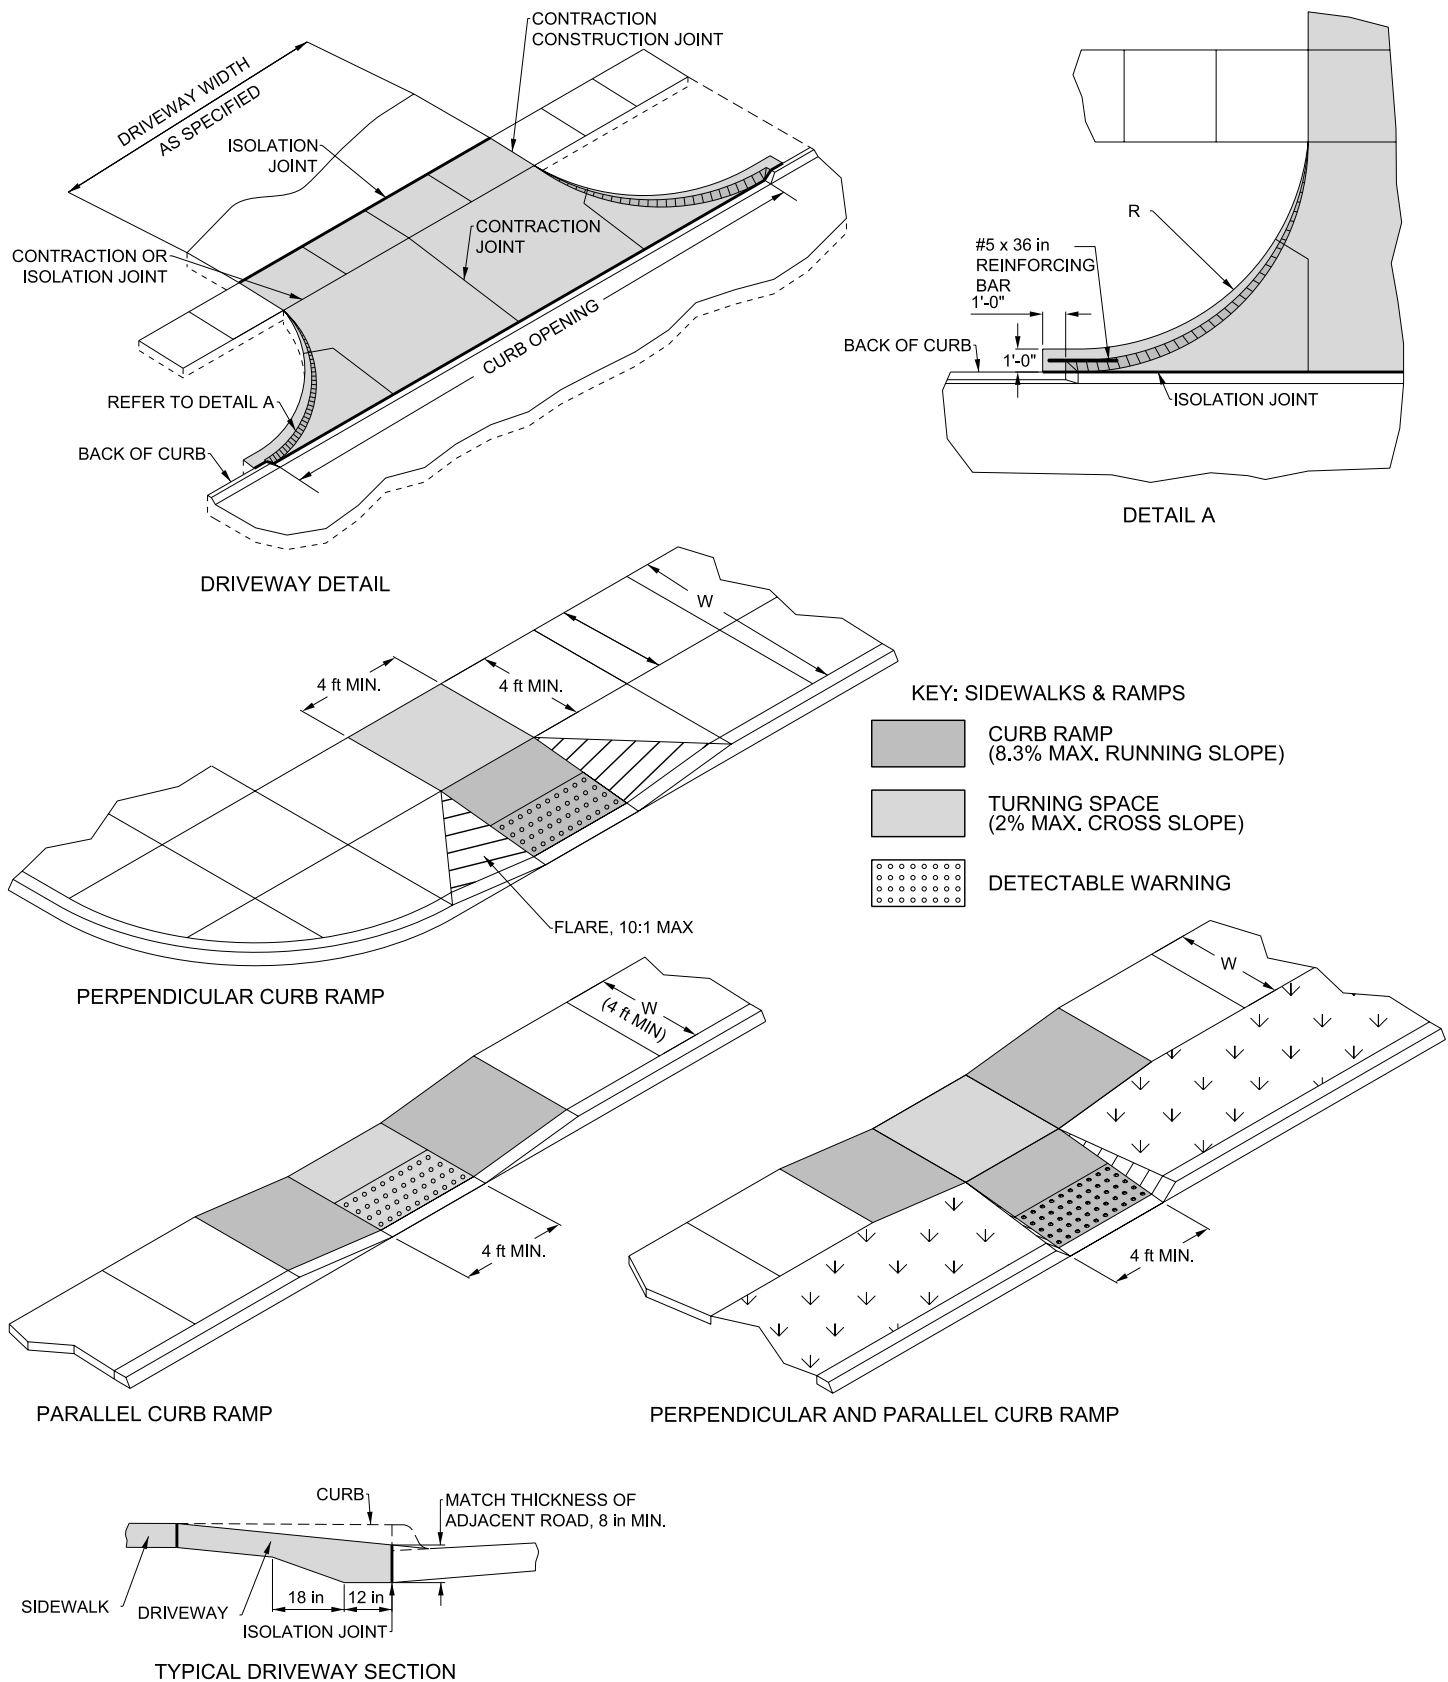 CONTRACTION
CONSTRUCTION JOINT
DRIVEWAY WIDTH
AS SPECIFIED
ISOLATION
JOINT
CONTRACTION
JOINT
CONTRACTION OR
ISOLATION JOINT
CURB OPENING
REFER TO DETAIL A
BACK OF CURB
DRIVEWAY DETAIL
R
#5 x 36 in
REINFORCING
BAR
1'-0"
BACK OF CURB
1'-0"
ISOLATION JOINT
DETAIL A
W
4 ft MIN.
4 ft MIN.
FLARE, 10:1 MAX
PERPENDICULAR CURB RAMP
KEY: SIDEWALKS & RAMPS
CURB RAMP
(8.3% MAX. RUNNING SLOPE)
TURNING SPACE
(2% MAX. CROSS SLOPE)
DETECTABLE WARNING
W
(4 ft MIN)
4 ft MIN.
PARALLEL CURB RAMP
W
4 ft MIN.
PERPENDICULAR AND PARALLEL CURB RAMP
CURB
MATCH THICKNESS OF
ADJACENT ROAD, 8 in MIN.
18 in
12 in
SIDEWALK
DRIVEWAY
ISOLATION JOINT
TYPICAL DRIVEWAY SECTION